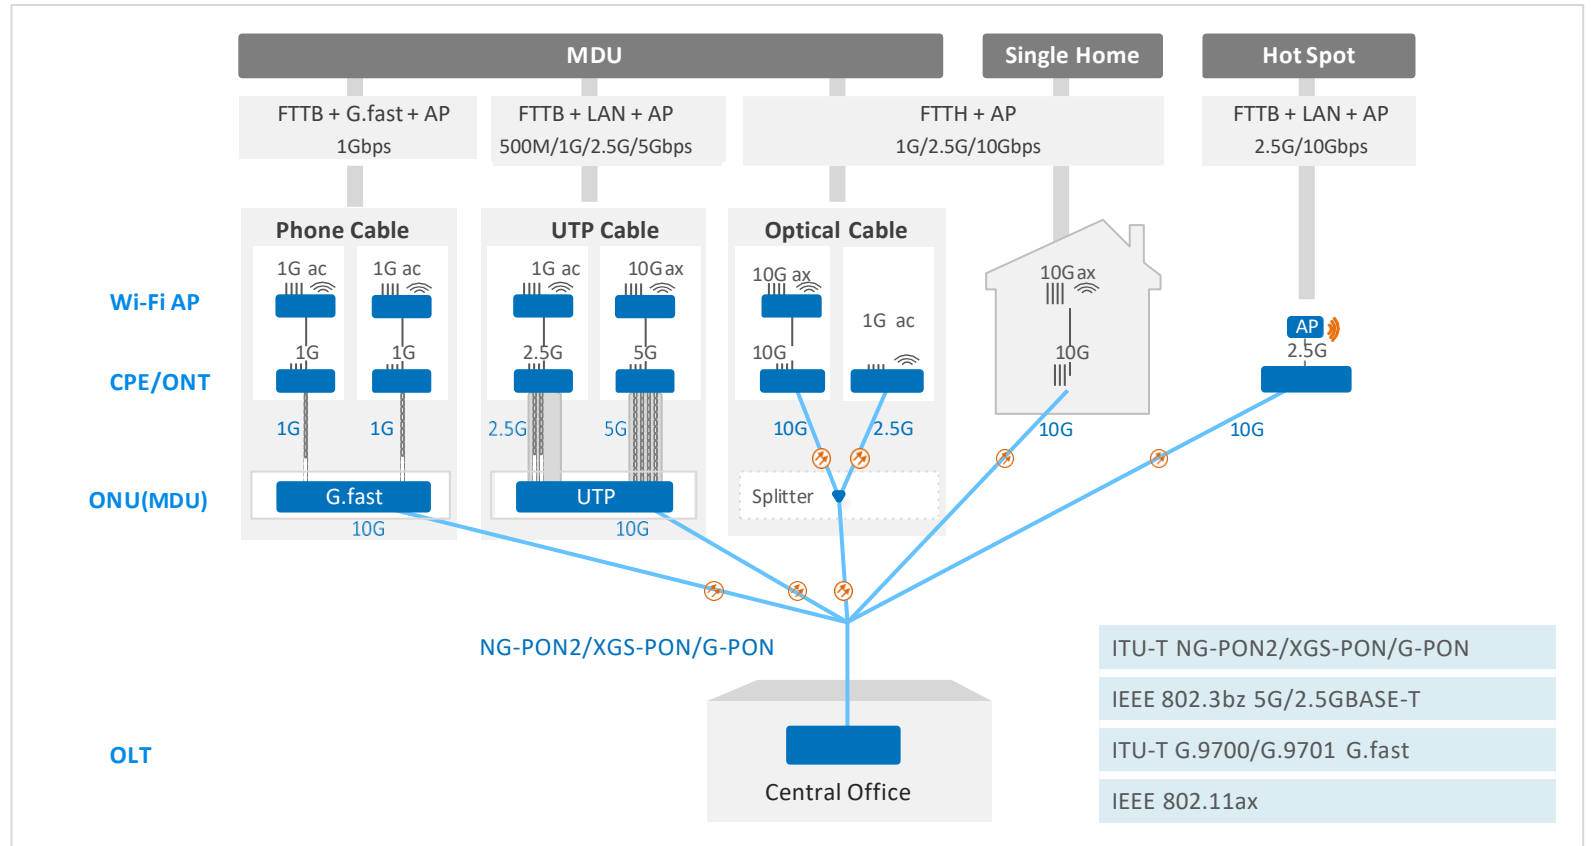 MDU
Single Home
Hot Spot
FTTB + G.fast + AP
1Gbps
FTTB + LAN + AP
500M/1G/2.5G/5Gbps
FTTH + AP
1G/2.5G/10Gbps
FTTB + LAN + AP
2.5G/10Gbps
Phone Cable
UTP Cable
Optical Cable
Wi-Fi AP
1G ac
1G ac
1G ac
10G ax
10G ax
1G ac
10G ax
AP
CPE/ONT
1G
1G
2.5G
5G
10G
10G
2.5G
1G
1G
2.5G
5G
10G
2.5G
10G
10G
ONU(MDU)
G.fast
UTP
Splitter
10G
10G
NG-PON2/XGS-PON/G-PON
OLT
Central Office
ITU-T NG-PON2/XGS-PON/G-PON
IEEE 802.3bz 5G/2.5GBASE-T
ITU-T G.9700/G.9701 G.fast
IEEE 802.11ax